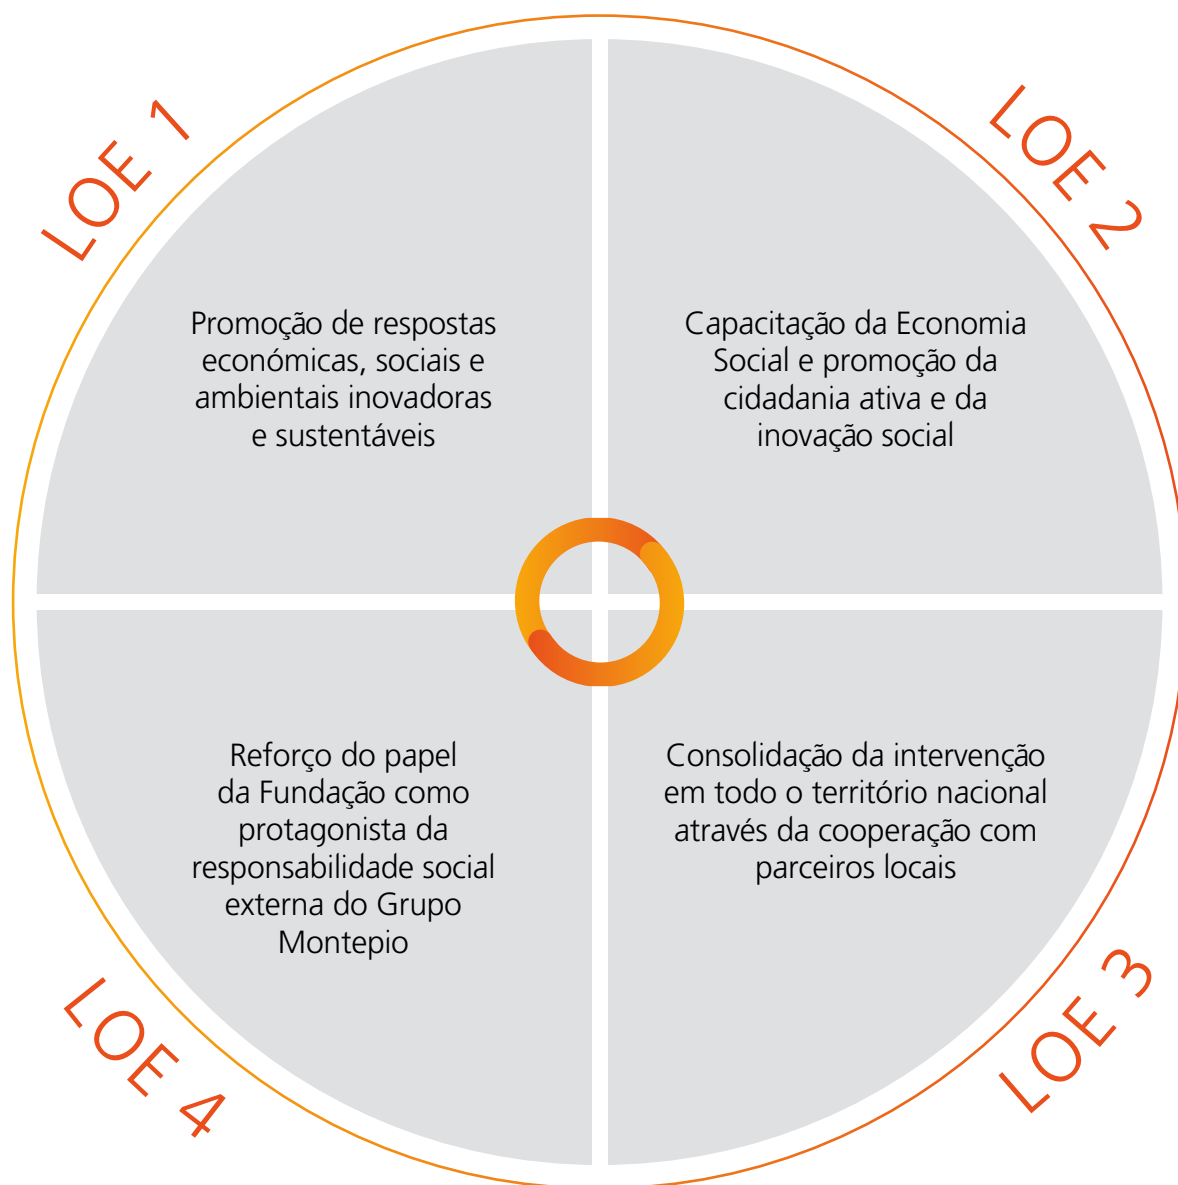 LOE 1
Promoção de respostas
económicas, sociais e
ambientais inovadoras
e sustentáveis
LOE 2
Capacitação da Economia
Social e promoção da
cidadania ativa e da
inovação social
LOE 3
Consolidação da intervenção
em todo o território nacional
através da cooperação com
parceiros locais
LOE 4
Reforço do papel
da Fundação como
protagonista da
responsabilidade social
externa do Grupo
Montepio